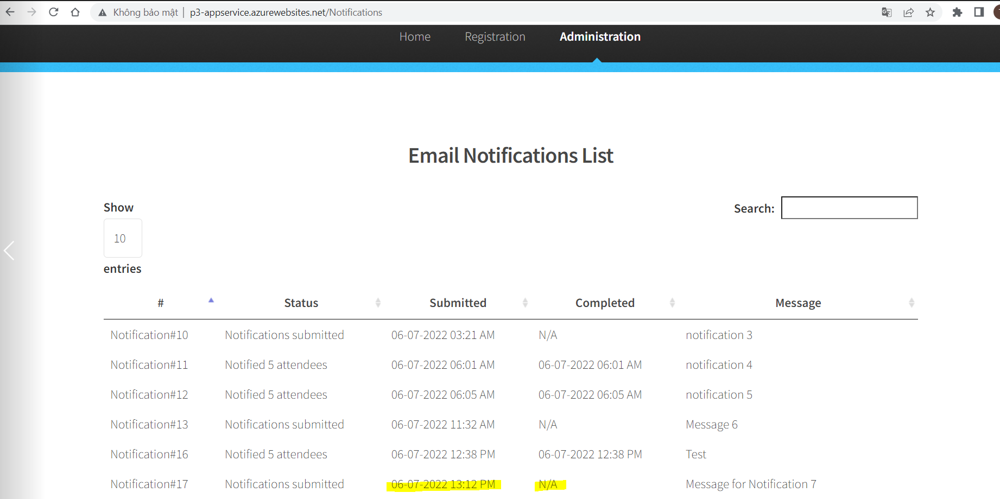 Không bảo mật | p3-appservice.azurewebsites.net/Notifications
Home Registration Administration
Email Notifications List
Show
Search:
10
entries
# Status Submitted Completed Message
Notification#10 Notifications submitted 06-07-2022 03:21 AM N/A notification 3
Notification#11 Notified 5 attendees 06-07-2022 06:01 AM 06-07-2022 06:01 AM notification 4
Notification#12 Notified 5 attendees 06-07-2022 06:05 AM 06-07-2022 06:05 AM notification 5
Notification#13 Notifications submitted 06-07-2022 11:32 AM N/A Message 6
Notification#16 Notified 5 attendees 06-07-2022 12:38 PM 06-07-2022 12:38 PM Test
Notification#17 Notifications submitted 06-07-2022 13:12 PM N/A Message for Notification 7